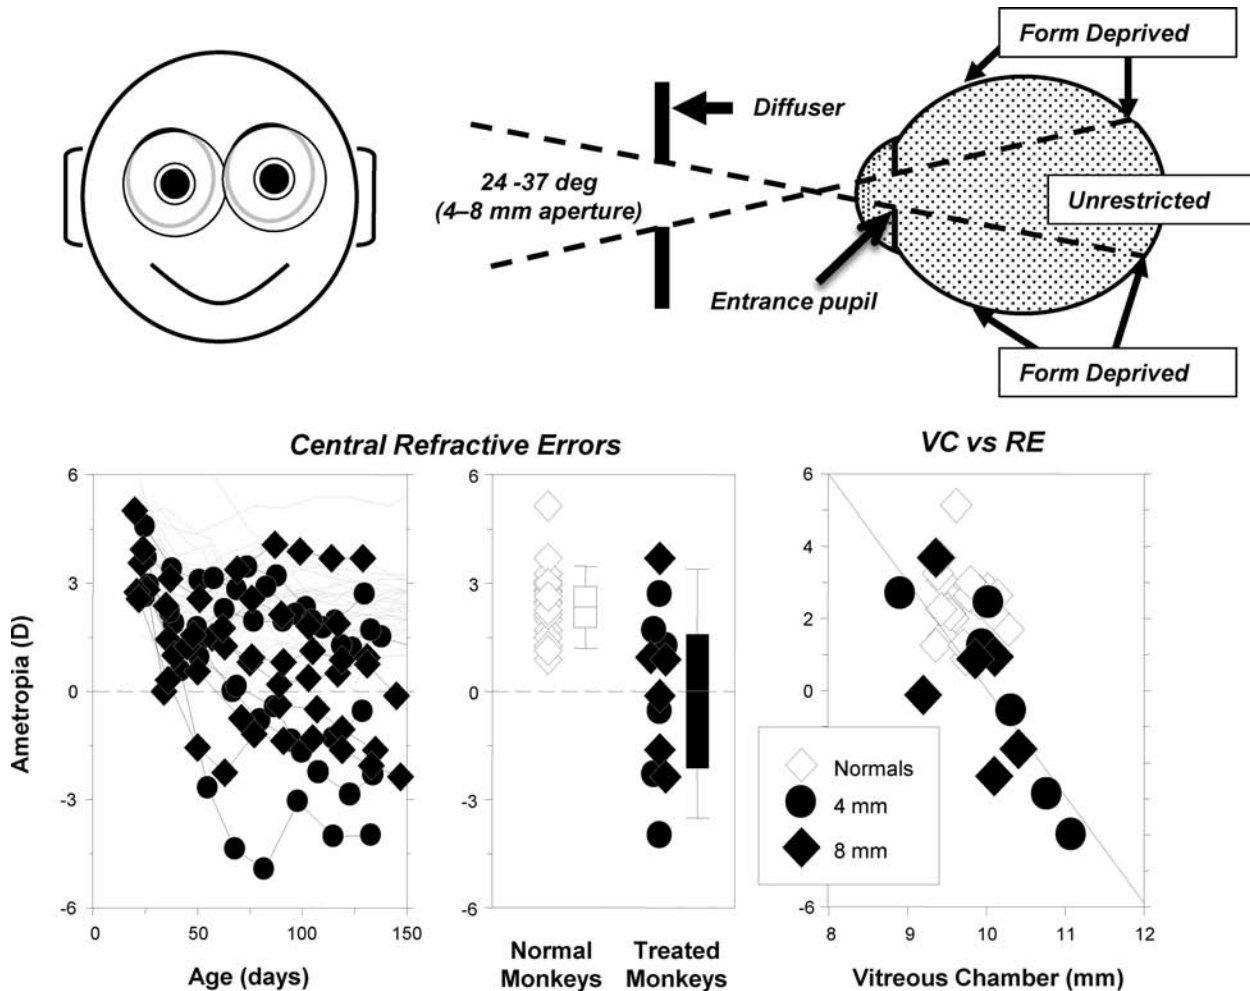 Form Deprived
Diffuser
24 -37 deg
(4–8 mm aperture)
Unrestricted
Entrance pupil
Form Deprived
Central Refractive Errors
VC vs RE
Ametropia (D)
6
3
0
-3
-6
0
50
100
150
Age (days)
6
3
0
-3
-6
Normal
Monkeys
Treated
Monkeys
6
4
2
0
6
8
9
10
11
12
Vitreous Chamber (mm)
Normals
4 mm
8 mm